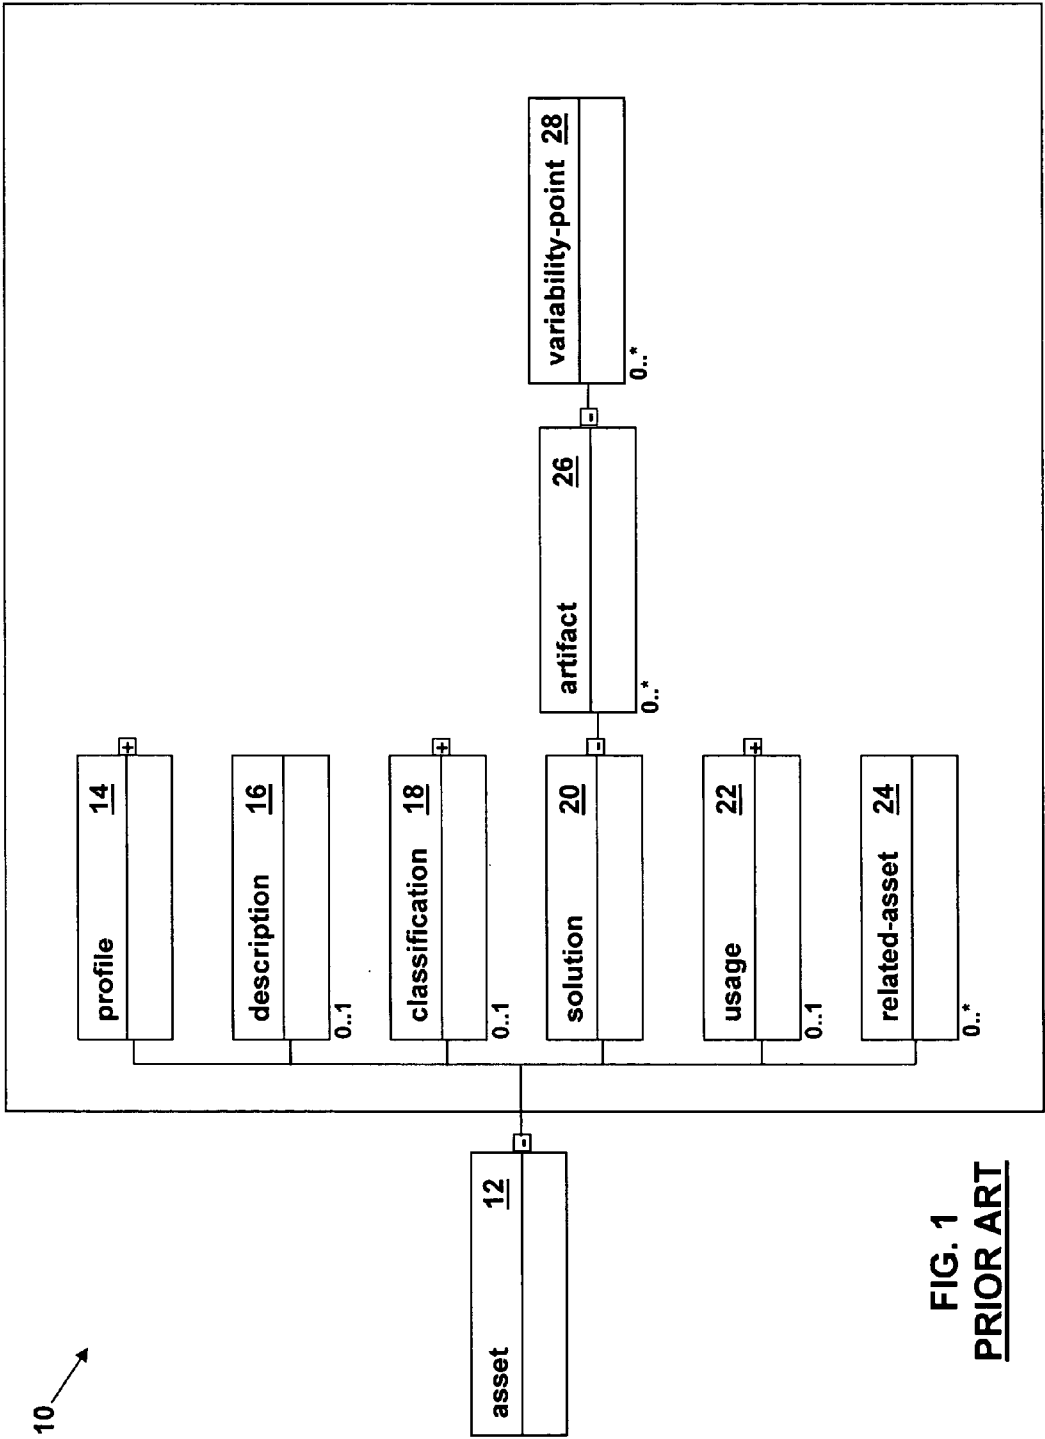 10
asset 12
profile 14
+
description 16
0..1
classification 18
+
0..1
solution 20
-
usage 22
+
0..1
related-asset 24
0..*
artifact 26
-
0..*
variability-point 28
0..*
-
FIG. 1
PRIOR ART